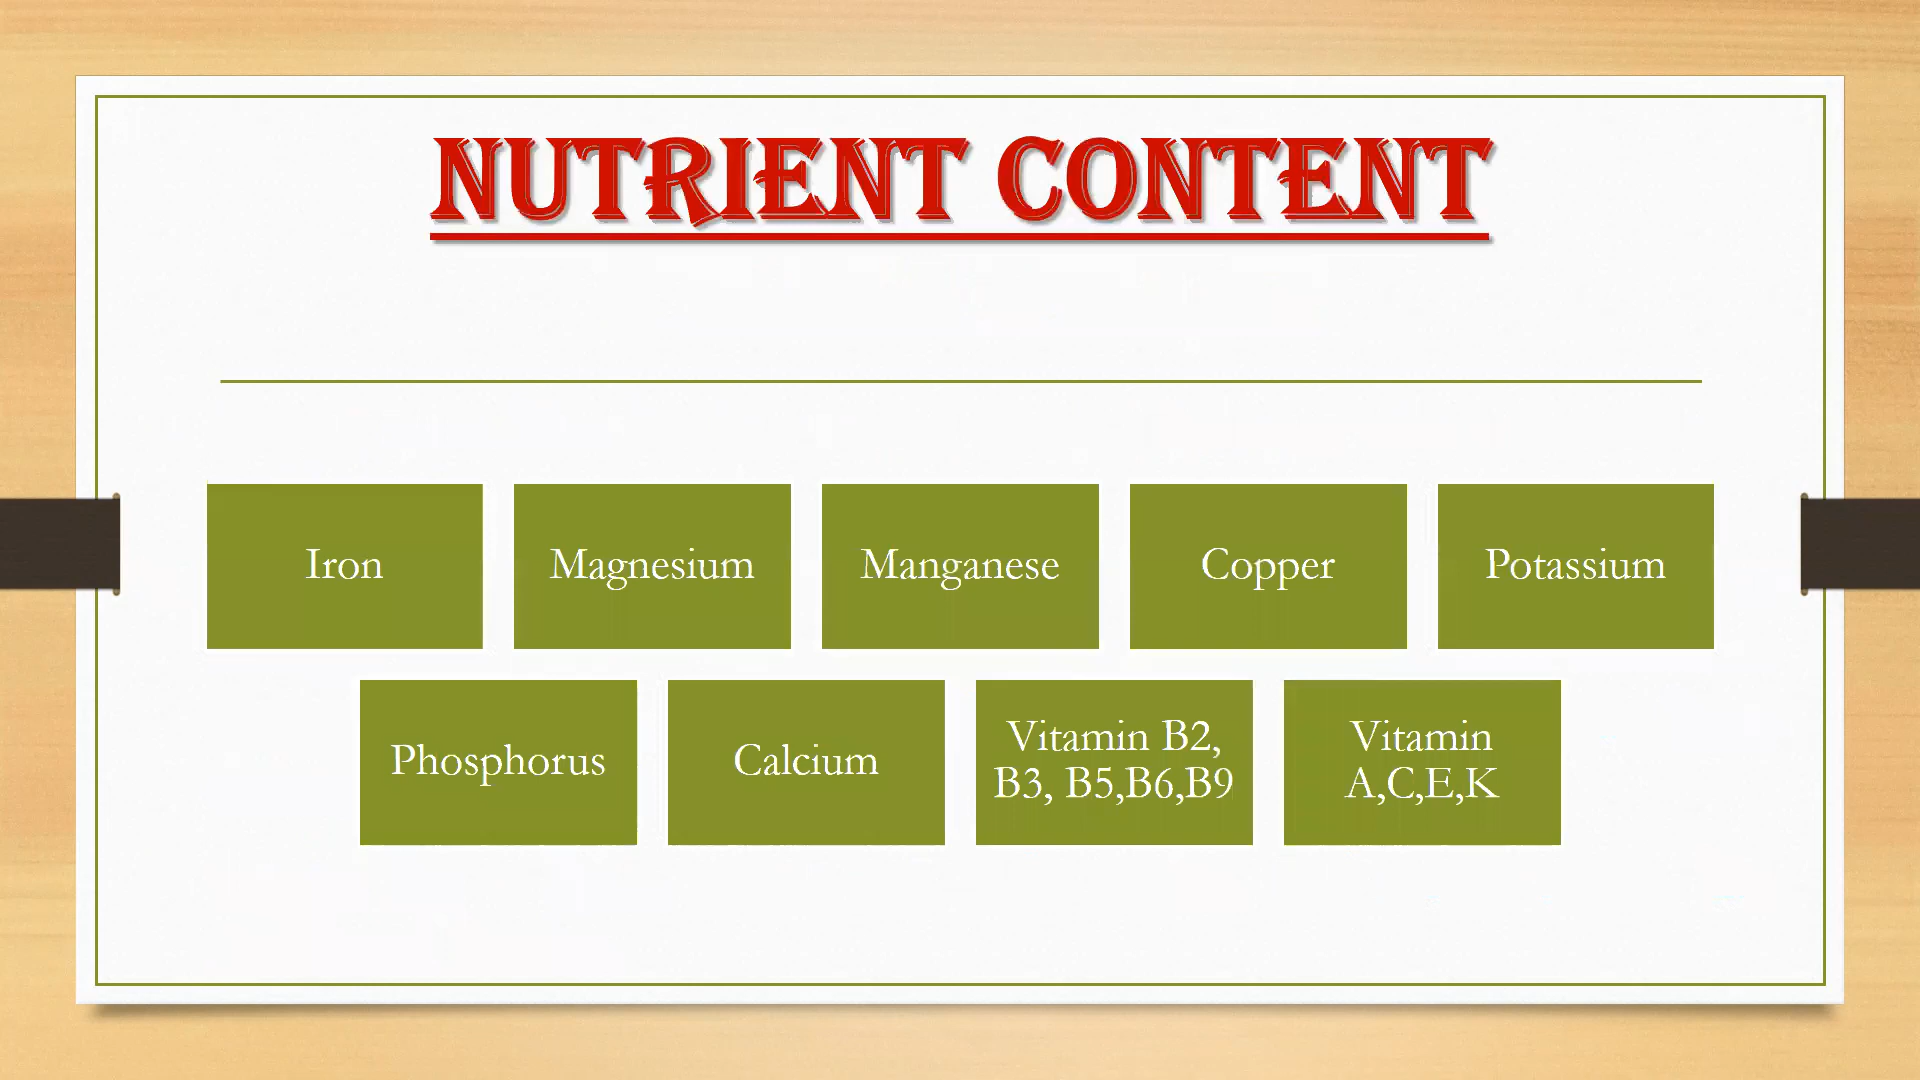 NUTRIENT CONTENT
Iron
Magnesium
Manganese
Copper
Potassium
Phosphorus
Calcium
Vitamin B2,
B3, B5,B6,B9
Vitamin
A,C,E,K